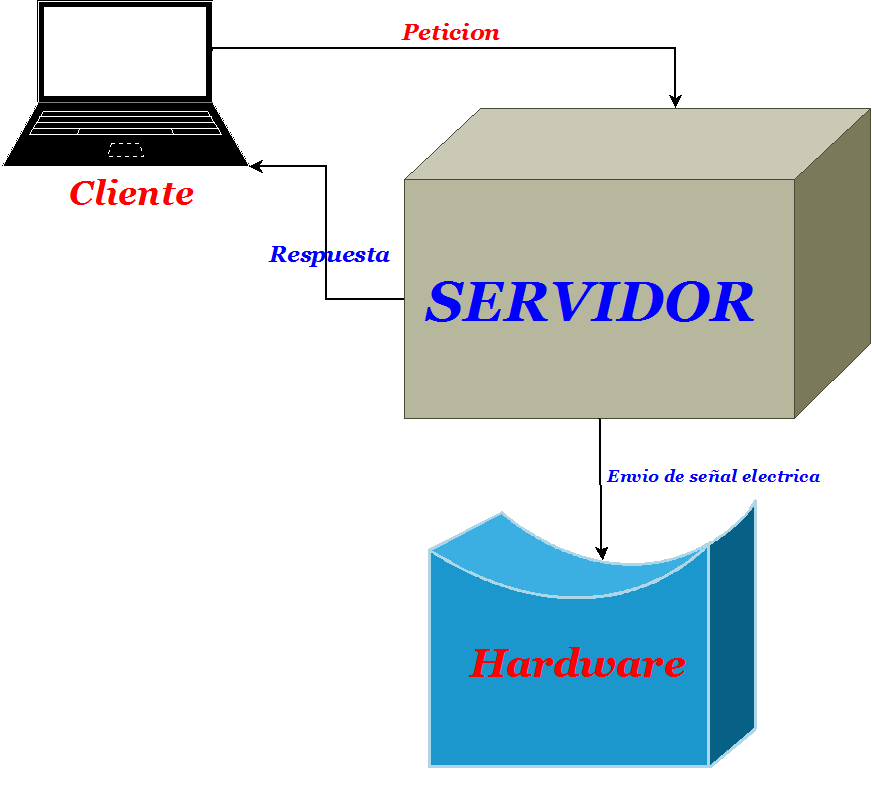 Peticion
Cliente
Respuesta
SERVIDOR
Envio de señal electrica
Hardware